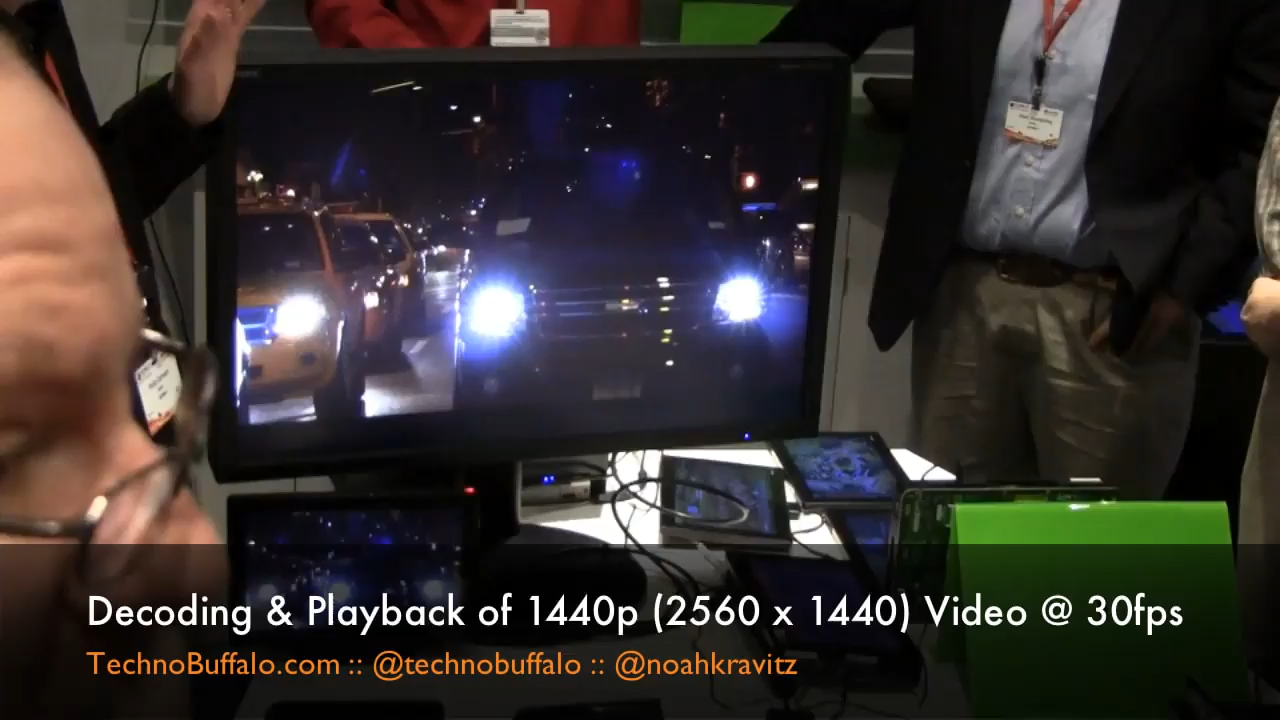 Decoding & Playback of 1440p (2560 x 1440) Video @ 30fps
TechnoBuffalo.com :: @technobuffalo :: @noahkravitz